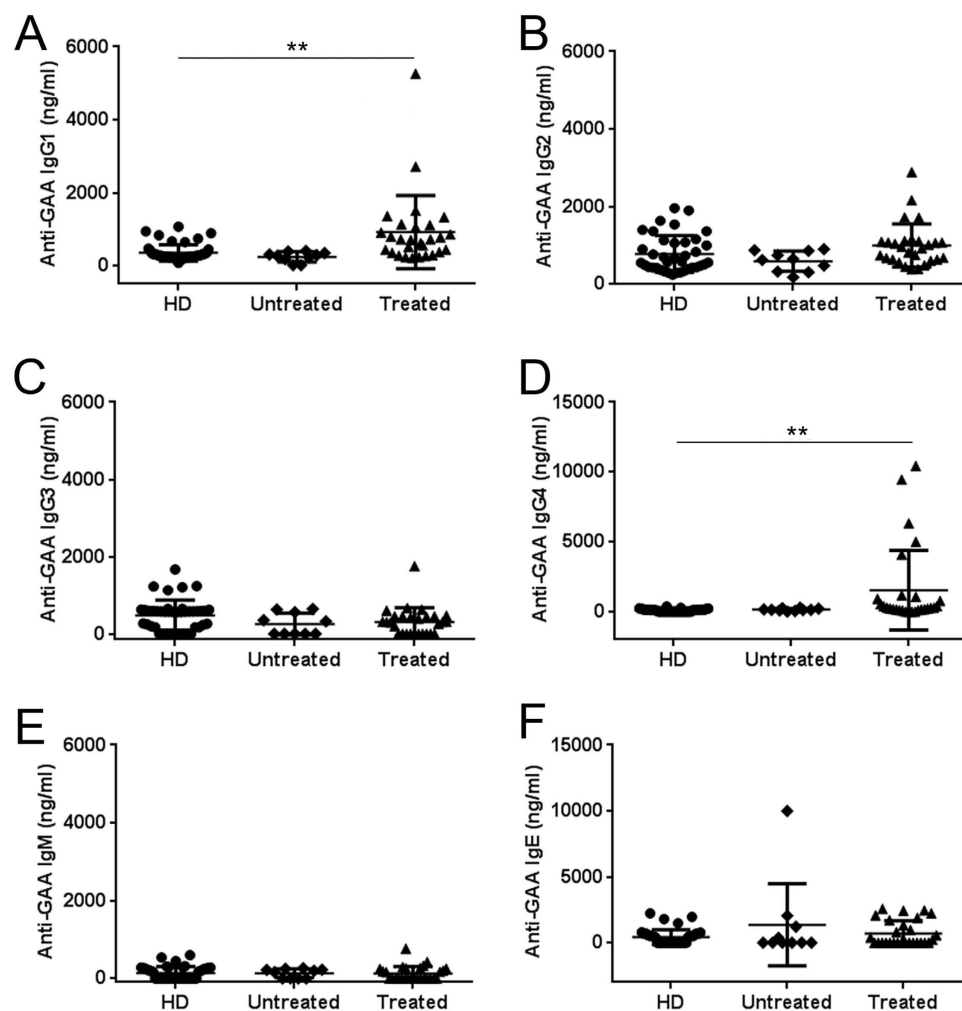 A
Anti-GAA IgG1 (ng/ml)
6000
4000
2000
0
**
HD Untreated Treated
B
Anti-GAA IgG2 (ng/ml)
6000
4000
2000
0
HD Untreated Treated
C
Anti-GAA IgG3 (ng/ml)
6000
4000
2000
0
HD Untreated Treated
D
Anti-GAA IgG4 (ng/ml)
15000
10000
5000
0
**
HD Untreated Treated
E
Anti-GAA IgM (ng/ml)
6000
4000
2000
0
HD Untreated Treated
F
Anti-GAA IgE (ng/ml)
15000
10000
5000
0
HD Untreated Treated